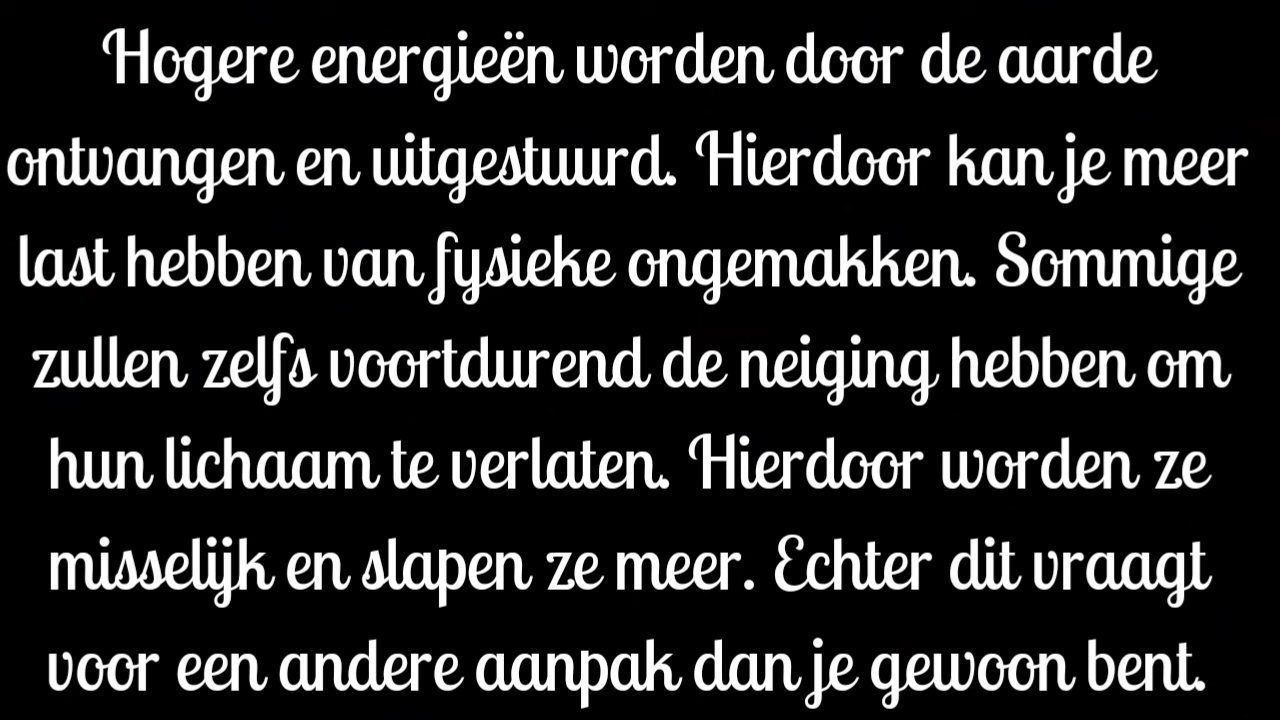 Hogere energieën worden door de aarde
ontvangen en uitgestuurd. Hierdoor kan je meer
last hebben van fysieke ongemakken. Sommige
zullen zelfs voortdurend de neiging hebben om
hun lichaam te verlaten. Hierdoor worden ze
misselijk en slapen ze meer. Echter dit vraagt
voor een andere aanpak dan je gewoon bent.